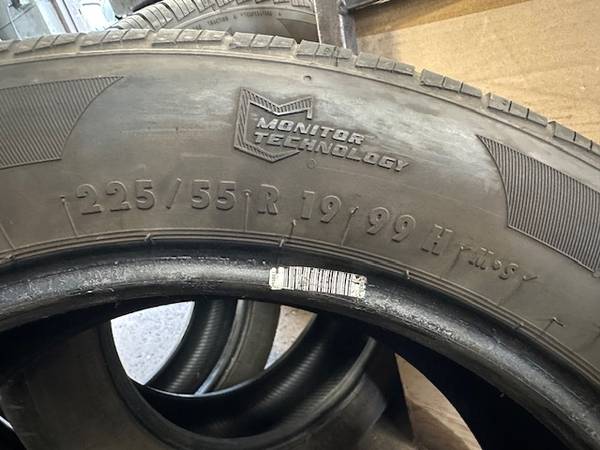 MONITOR
TECHNOLOGY
225/55 R 19 99 H M+S